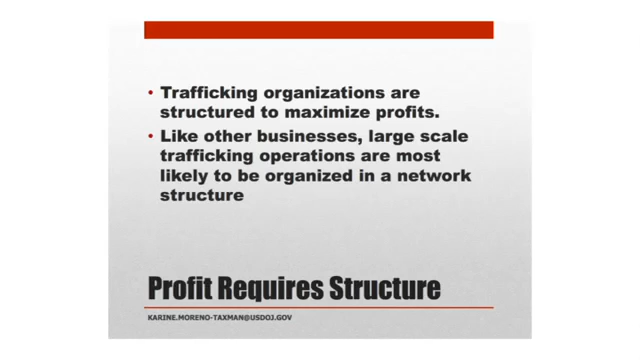 • Trafficking organizations are
structured to maximize profits.
• Like other businesses, large scale
trafficking operations are most
likely to be organized in a network
structure
Profit Requires Structure
KARINE.MORENO-TAXMAN@USDOJ.GOV